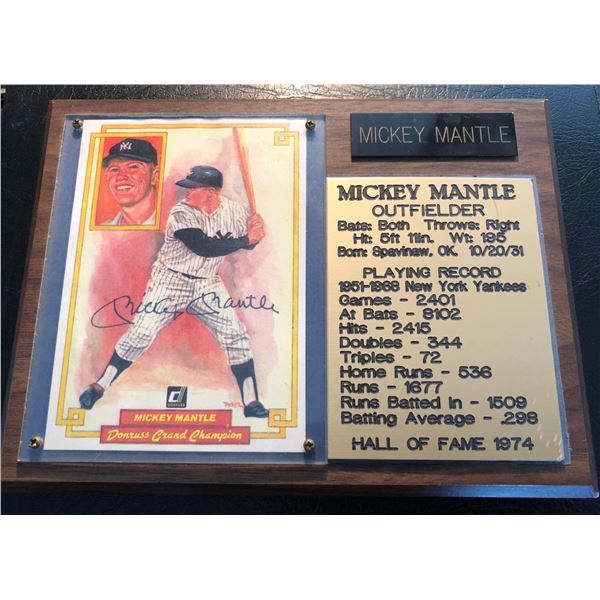 MICKEY MANTLE
NY
Mickey Mantle
d
DONRUSS
MICKEY MANTLE
Donruss Grand Champion
MICKEY MANTLE
OUTFIELDER
Bats: Both Throws: Right
Ht: 5ft 11in. Wt: 195
Born: Spavinaw, OK. 10/20/31
PLAYING RECORD
1951-1968 New York Yankees
Games - 2401
At Bats - 8102
Hits - 2415
Doubles - 344
Triples - 72
Home Runs - 536
Runs - 1677
Runs Batted In - 1509
Batting Average - .298
HALL OF FAME 1974